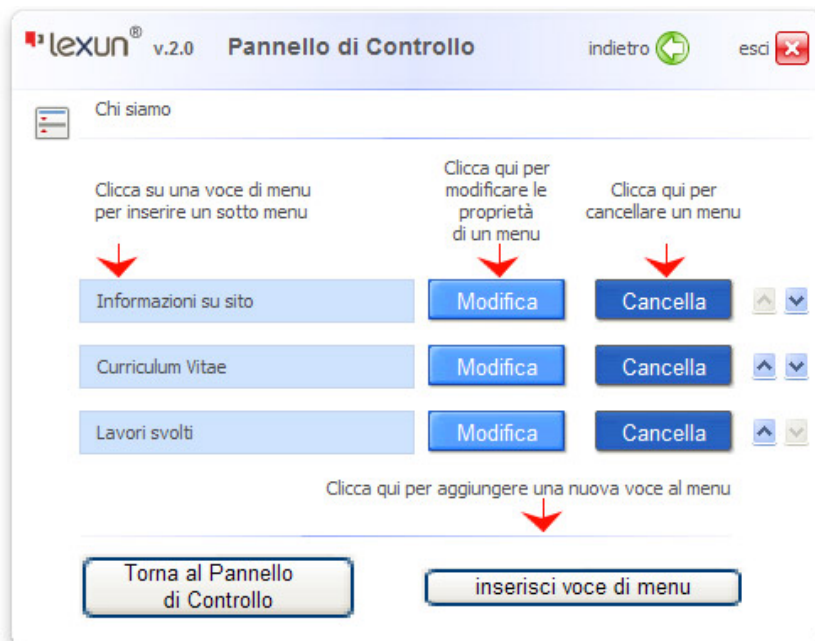 lexun® v.2.0 Pannello di Controllo indietro esci
Chi siamo
Clicca su una voce di menu
per inserire un sotto menu
Clicca qui per
modificare le
proprietà
di un menu
Clicca qui per
cancellare un menu
Informazioni su sito Modifica Cancella
Curriculum Vitae Modifica Cancella
Lavori svolti Modifica Cancella
Clicca qui per aggiungere una nuova voce al menu
Torna al Pannello
di Controllo
inserisci voce di menu